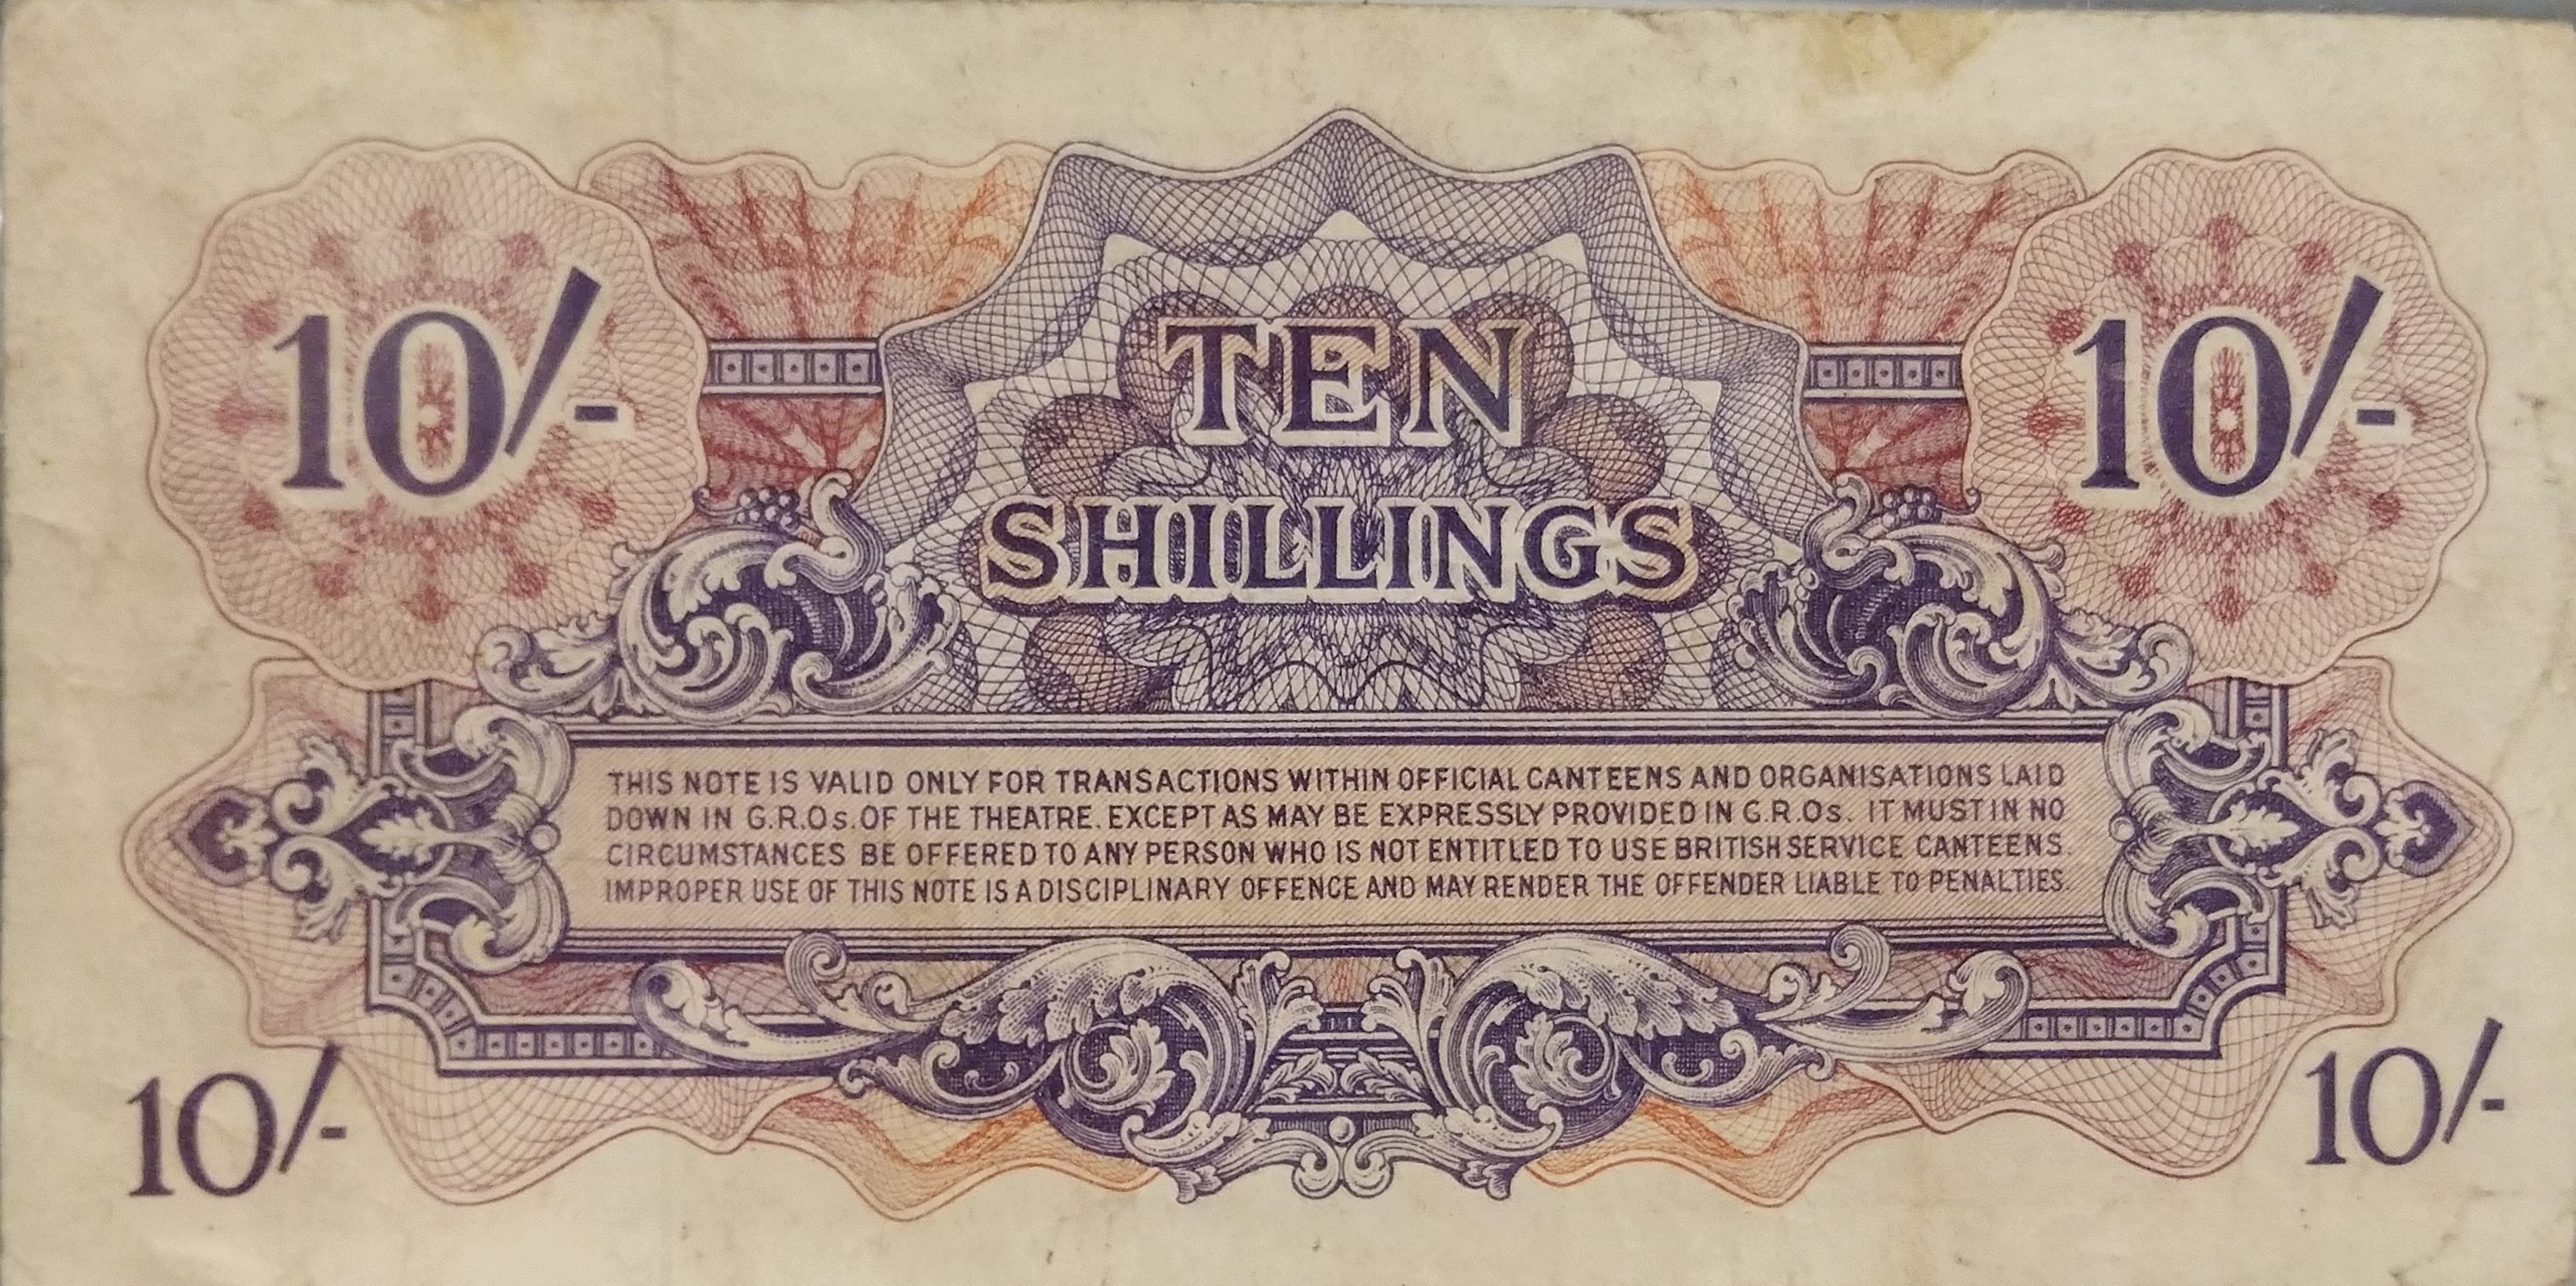 10/-
TEN
10/-
SHILLINGS
THIS NOTE IS VALID ONLY FOR TRANSACTIONS WITHIN OFFICIAL CANTEENS AND ORGANISATIONS LAID
DOWN IN G.R.Os. OF THE THEATRE. EXCEPT AS MAY BE EXPRESSLY PROVIDED IN G.R.Os. IT MUST IN NO
CIRCUMSTANCES BE OFFERED TO ANY PERSON WHO IS NOT ENTITLED TO USE BRITISH SERVICE CANTEENS.
IMPROPER USE OF THIS NOTE IS A DISCIPLINARY OFFENCE AND MAY RENDER THE OFFENDER LIABLE TO PENALTIES.
10/-
10/-